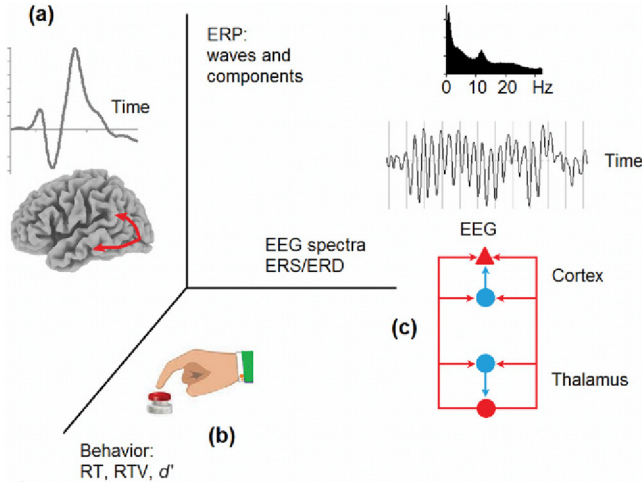 (a)
ERP:
waves and
components
Time
0 10 20 Hz
Time
EEG spectra
ERS/ERD
EEG
Cortex
(c)
Thalamus
(b)
Behavior:
RT, RTV, d'